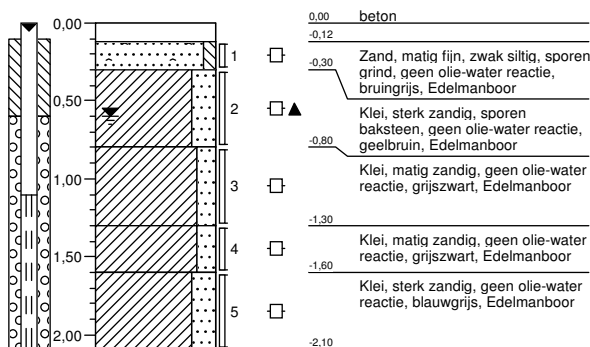 0,00
0,50
1,00
1,50
2,00
1
2
3
4
5
0,00
beton
-0,12
Zand, matig fijn, zwak siltig, sporen
grind, geen olie-water reactie,
bruingrijs, Edelmanboor
-0,30
Klei, sterk zandig, sporen
baksteen, geen olie-water reactie,
geelbruin, Edelmanboor
-0,80
Klei, matig zandig, geen olie-water
reactie, grijszwart, Edelmanboor
-1,30
Klei, matig zandig, geen olie-water
reactie, grijszwart, Edelmanboor
-1,60
Klei, sterk zandig, geen olie-water
reactie, blauwgrijs, Edelmanboor
-2,10